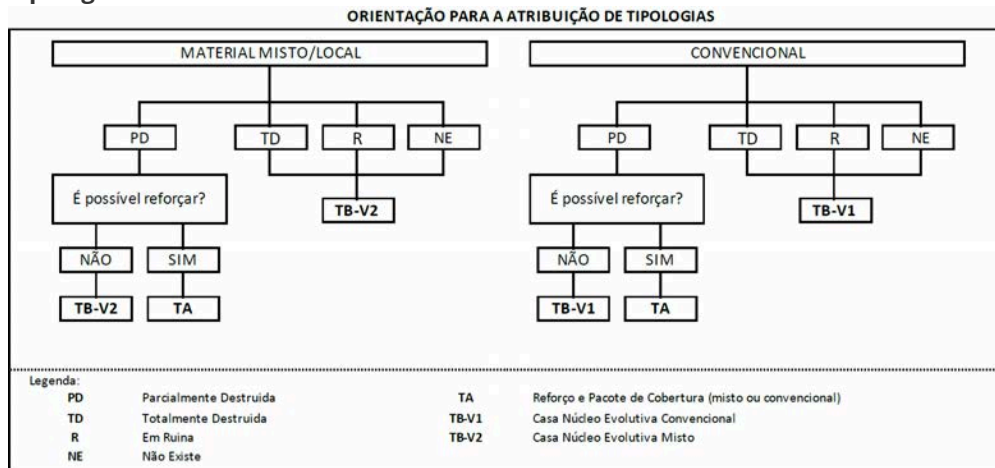 ORIENTAÇÃO PARA A ATRIBUIÇÃO DE TIPOLOGIAS
MATERIAL MISTO/LOCAL
CONVENCIONAL
PD
TD
R
NE
PD
TD
R
NE
É possível reforçar?
TB-V2
É possível reforçar?
TB-V1
NÃO
SIM
NÃO
SIM
TB-V2
TA
TB-V1
TA
Legenda:
PD Parcialmente Destruida TA Reforço e Pacote de Cobertura (misto ou convencional)
TD Totalmente Destruida TB-V1 Casa Núcleo Evolutiva Convencional
R Em Ruina TB-V2 Casa Núcleo Evolutiva Misto
NE Não Existe